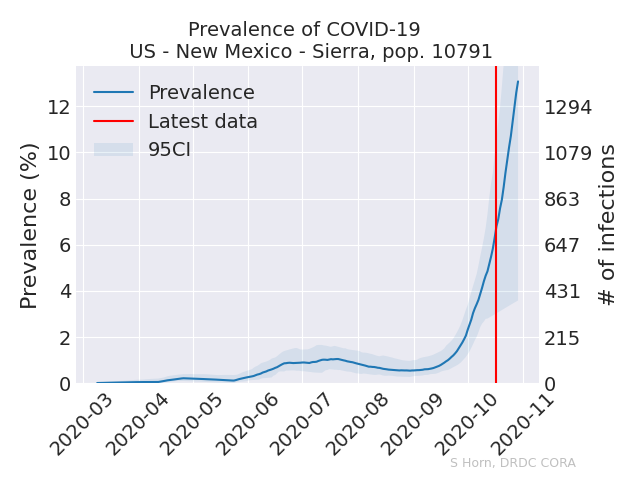 Prevalence of COVID-19
US - New Mexico - Sierra, pop. 10791
Prevalence
Latest data
95CI
Prevalence (%)
12
10
8
6
4
2
0
# of infections
1294
1079
863
647
431
215
0
2020-03
2020-04
2020-05
2020-06
2020-07
2020-08
2020-09
2020-10
2020-11
S Horn, DRDC CORA